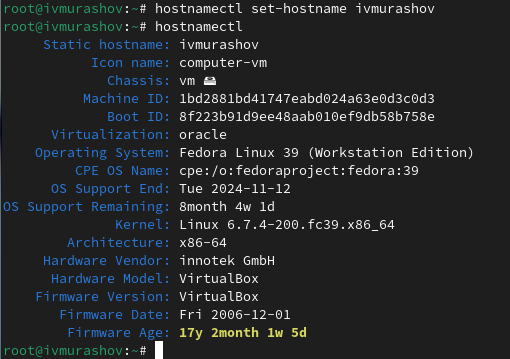 root@ivmurashov:~# hostnamectl set-hostname ivmurashov
root@ivmurashov:~# hostnamectl
Static hostname: ivmurashov
Icon name: computer-vm
Chassis: vm 🖴
Machine ID: 1bd2881bd41747eabd024a63e0d3c0d3
Boot ID: 8f223b91d9ee48aab010ef9db58b758e
Virtualization: oracle
Operating System: Fedora Linux 39 (Workstation Edition)
CPE OS Name: cpe:/o:fedoraproject:fedora:39
OS Support End: Tue 2024-11-12
OS Support Remaining: 8month 4w 1d
Kernel: Linux 6.7.4-200.fc39.x86_64
Architecture: x86-64
Hardware Vendor: innotek GmbH
Hardware Model: VirtualBox
Firmware Version: VirtualBox
Firmware Date: Fri 2006-12-01
Firmware Age: 17y 2month 1w 5d
root@ivmurashov:~#